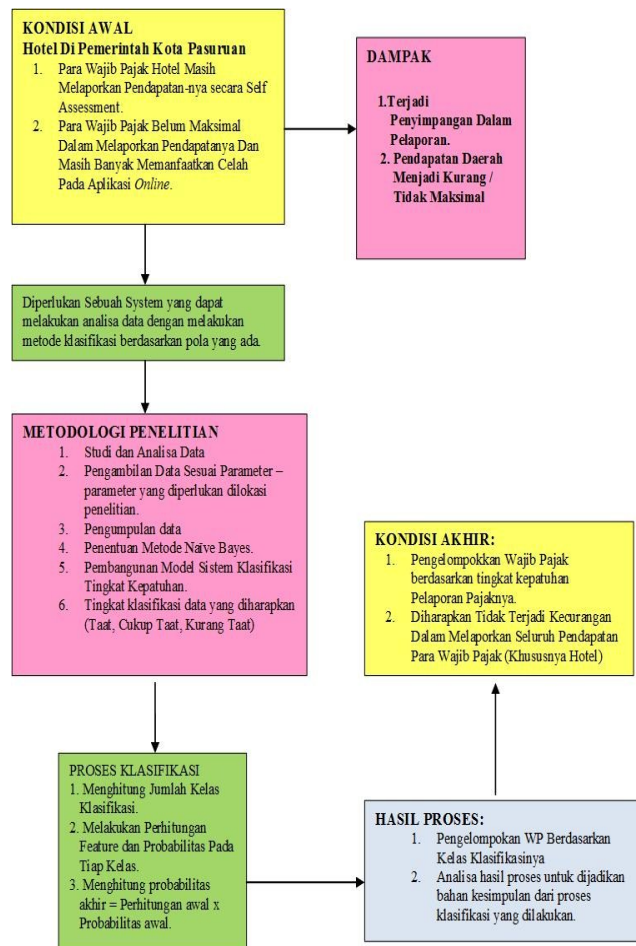 KONDISI AWAL
Hotel Di Pemerintah Kota Pasuruan
1. Para Wajib Pajak Hotel Masih
Melaporkan Pendapatan-nya secara Self
Assessment.
2. Para Wajib Pajak Belum Maksimal
Dalam Melaporkan Pendapatanya Dan
Masih Banyak Memanfaatkan Celah
Pada Aplikasi Online.
DAMPAK
1.Terjadi
Penyimpangan Dalam
Pelaporan.
2. Pendapatan Daerah
Menjadi Kurang /
Tidak Maksimal
Diperlukan Sebuah System yang dapat
melakukan analisa data dengan melakukan
metode klasifikasi berdasarkan pola yang ada.
METODOLOGI PENELITIAN
1. Studi dan Analisa Data
2. Pengambilan Data Sesuai Parameter –
parameter yang diperlukan dilokasi
penelitian.
3. Pengumpulan data
4. Penentuan Metode Naïve Bayes.
5. Pembangunan Model Sistem Klasifikasi
Tingkat Kepatuhan.
6. Tingkat klasifikasi data yang diharapkan
(Taat, Cukup Taat, Kurang Taat)
KONDISI AKHIR:
1. Pengelompokkan Wajib Pajak
berdasarkan tingkat kepatuhan
Pelaporan Pajaknya.
2. Diharapkan Tidak Terjadi Kecurangan
Dalam Melaporkan Seluruh Pendapatan
Para Wajib Pajak (Khususnya Hotel)
PROSES KLASIFIKASI
1. Menghitung Jumlah Kelas
Klasifikasi.
2. Melakukan Perhitungan
Feature dan Probabilitas Pada
Tiap Kelas.
3. Menghitung probabilitas
akhir = Perhitungan awal x
Probabilitas awal.
HASIL PROSES:
1. Pengelompokan WP Berdasarkan
Kelas Klasifikasinya
2. Analisa hasil proses untuk dijadikan
bahan kesimpulan dari proses
klasifikasi yang dilakukan.